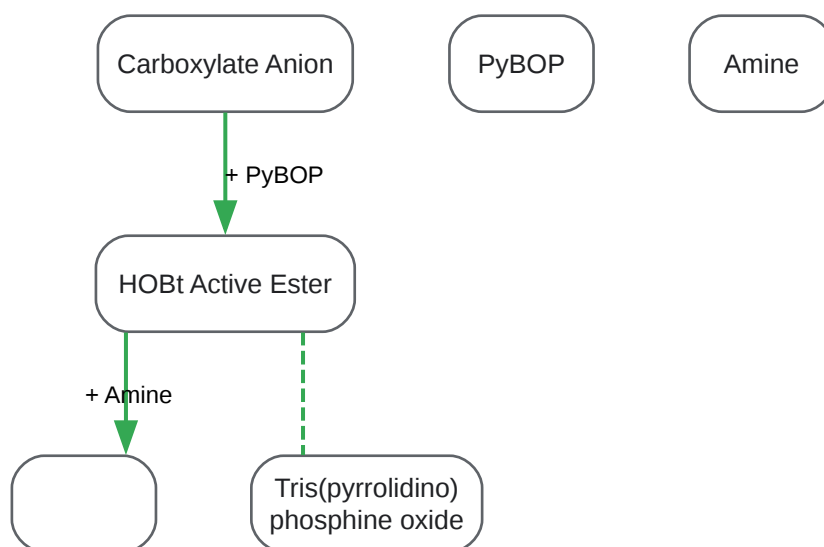 Carboxylate Anion
PyBOP
Amine
+ PyBOP
HOBt Active Ester
+ Amine
Tris(pyrrolidino)
phosphine oxide